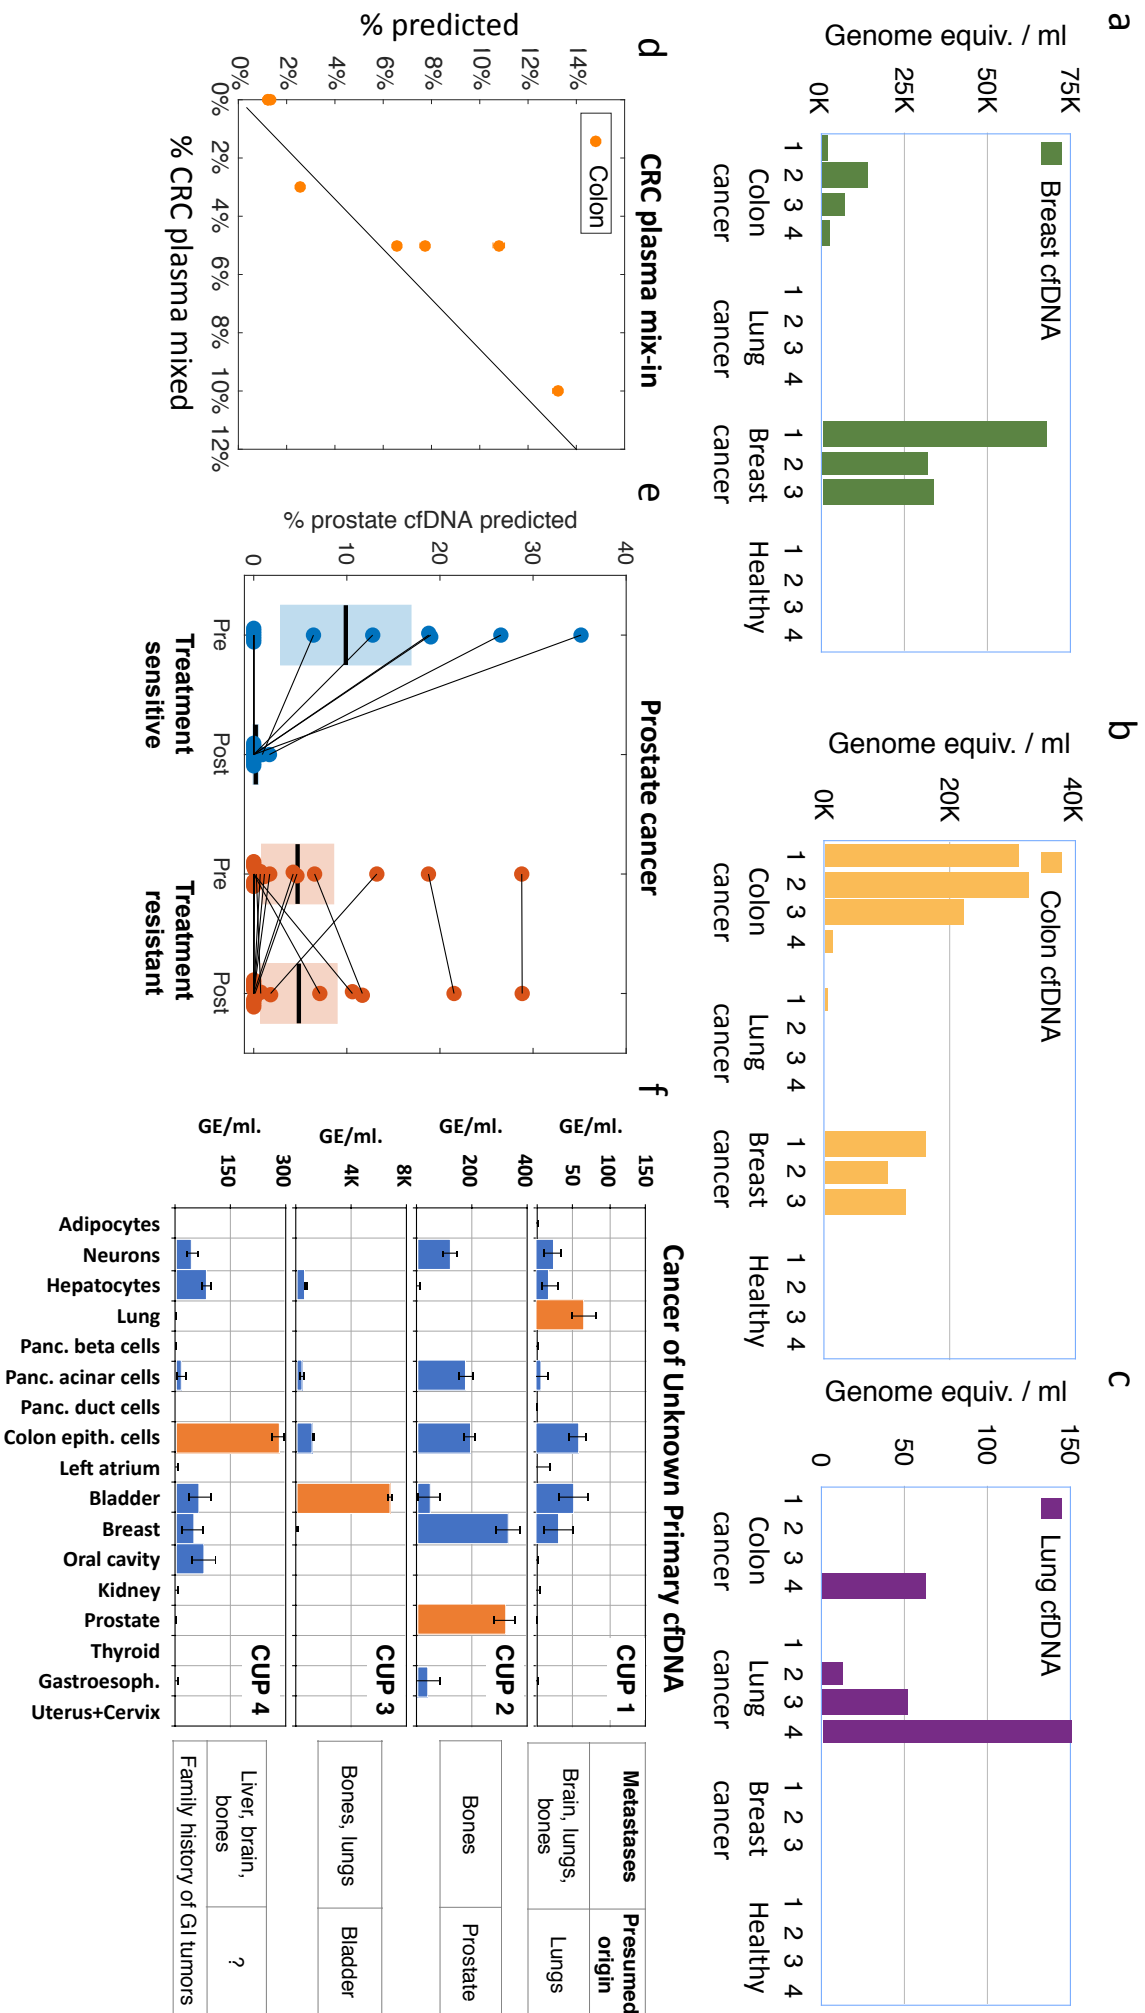 a
Genome equiv. / ml
75K
50K
25K
0K
Breast cfDNA
1 2 3 4
1 2 3 4
1 2 3
1 2 3 4
Colon
cancer
Lung
cancer
Breast
cancer
Healthy
b
Genome equiv. / ml
40K
20K
0K
Colon cfDNA
1 2 3 4
1 2 3 4
1 2 3
1 2 3 4
Colon
cancer
Lung
cancer
Breast
cancer
Healthy
c
Genome equiv. / ml
150
100
50
0
Lung cfDNA
1 2 3 4
1 2 3 4
1 2 3
1 2 3 4
Colon
cancer
Lung
cancer
Breast
cancer
Healthy
d
CRC plasma mix-in
% predicted
14%
12%
10%
8%
6%
4%
2%
0%
Colon
0% 2% 4% 6% 8% 10% 12%
% CRC plasma mixed
e
Prostate cancer
% prostate cfDNA predicted
40
30
20
10
0
Pre Post Pre Post
Treatment
sensitive
Treatment
resistant
f
Cancer of Unknown Primary cfDNA
GE/ml.
150
100
50
CUP 1
GE/ml.
400
200
CUP 2
GE/ml.
8K
4K
CUP 3
GE/ml.
300
150
CUP 4
Adipocytes
Neurons
Hepatocytes
Lung
Panc. beta cells
Panc. acinar cells
Panc. duct cells
Colon epith. cells
Left atrium
Bladder
Breast
Oral cavity
Kidney
Prostate
Thyroid
Gastroesoph.
Uterus+Cervix
Metastases
Presumed
origin
Brain, lungs,
bones
Lungs
Bones
Prostate
Bones, lungs
Bladder
Liver, brain,
bones
?
Family history of GI tumors